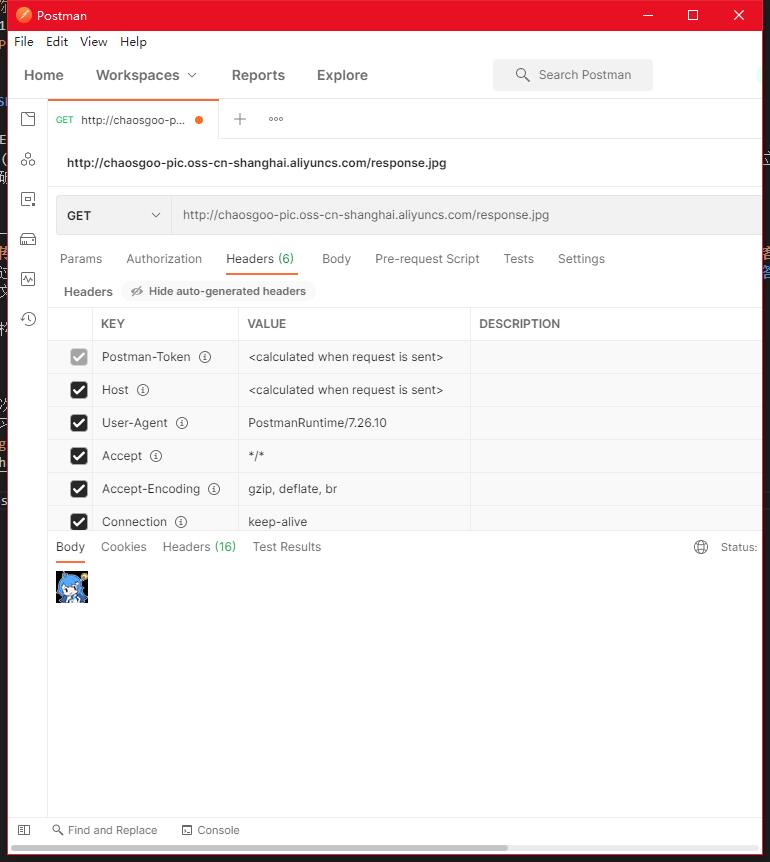 Postman
File Edit View Help
Home Workspaces Reports Explore Search Postman
GET http://chaosgoo-p...
http://chaosgoo-pic.oss-cn-shanghai.aliyuncs.com/response.jpg
GET http://chaosgoo-pic.oss-cn-shanghai.aliyuncs.com/response.jpg
Params Authorization Headers (6) Body Pre-request Script Tests Settings
Headers Hide auto-generated headers
KEY VALUE DESCRIPTION
Postman-Token <calculated when request is sent>
Host <calculated when request is sent>
User-Agent PostmanRuntime/7.26.10
Accept */*
Accept-Encoding gzip, deflate, br
Connection keep-alive
Body Cookies Headers (16) Test Results Status:
Find and Replace Console